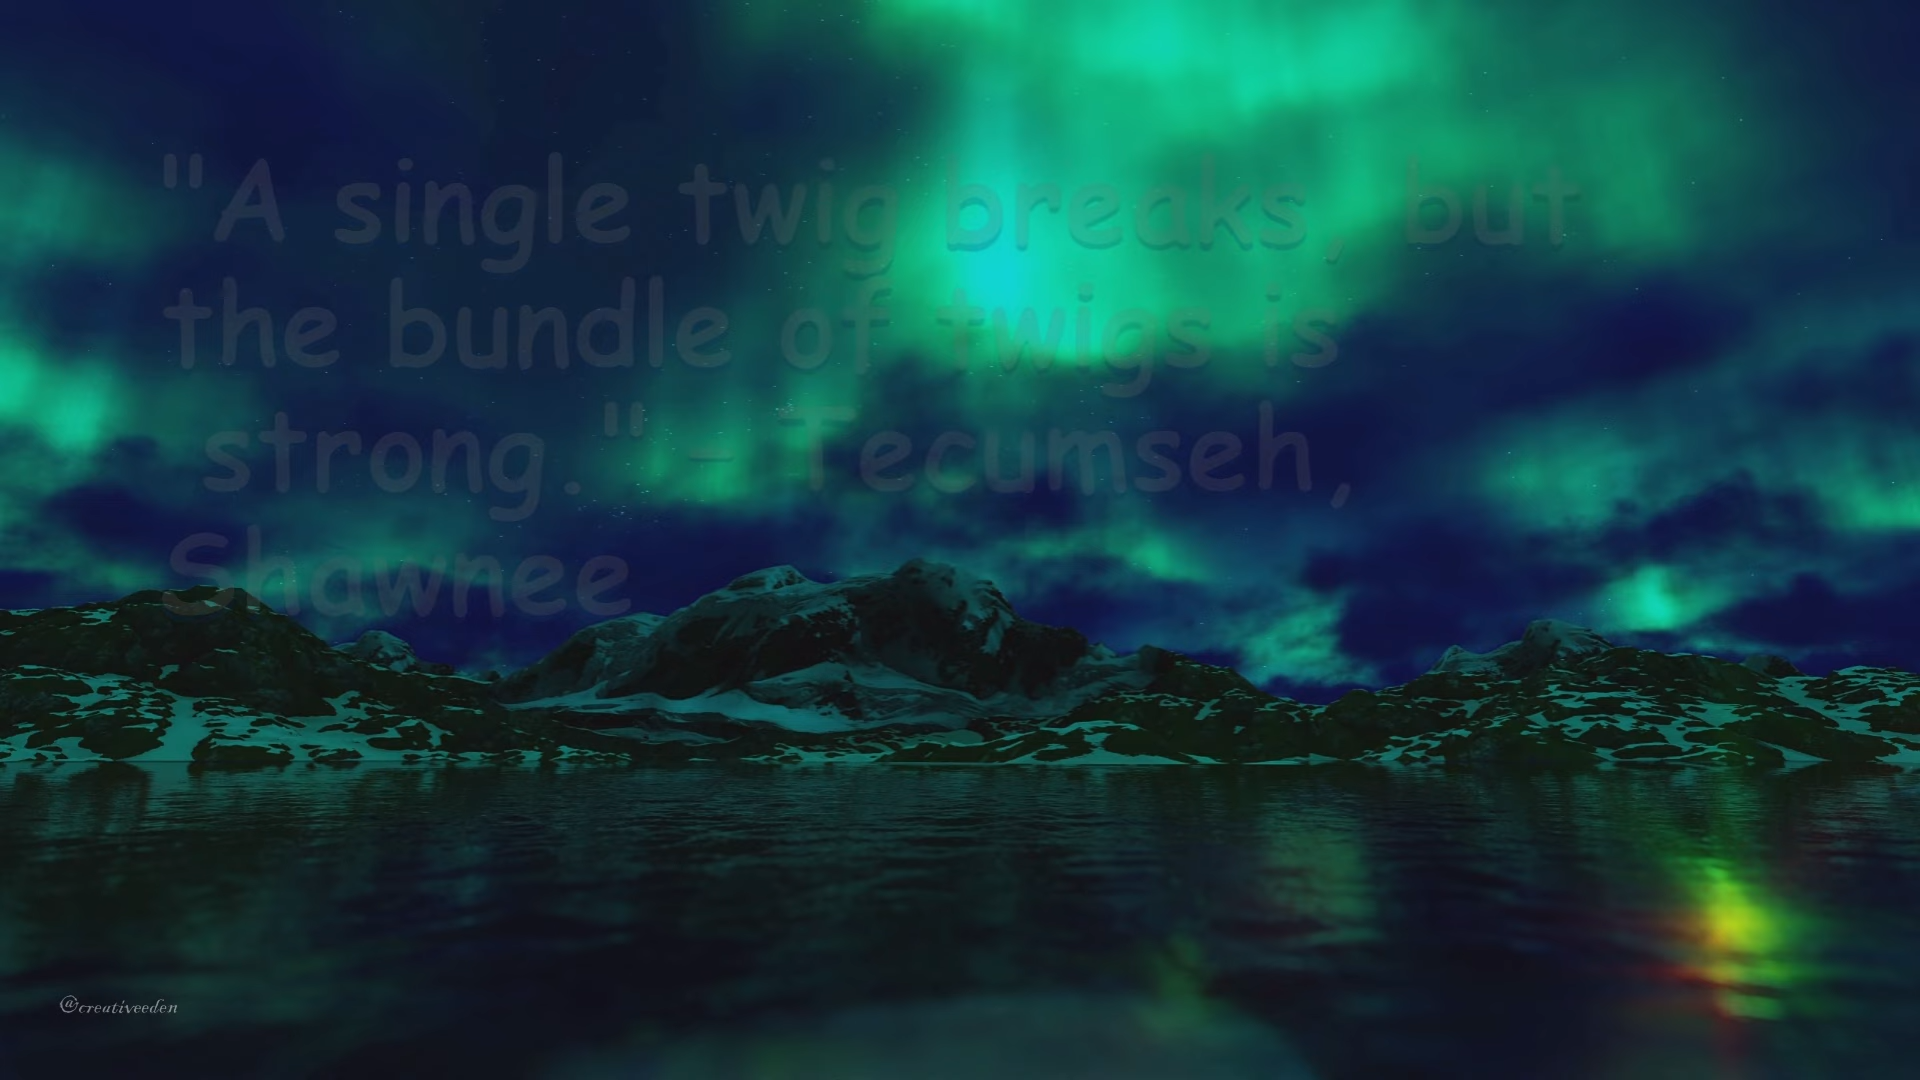 "A single twig breaks, but
the bundle of twigs is
strong." - Tecumseh,
Shawnee
@creativeeden